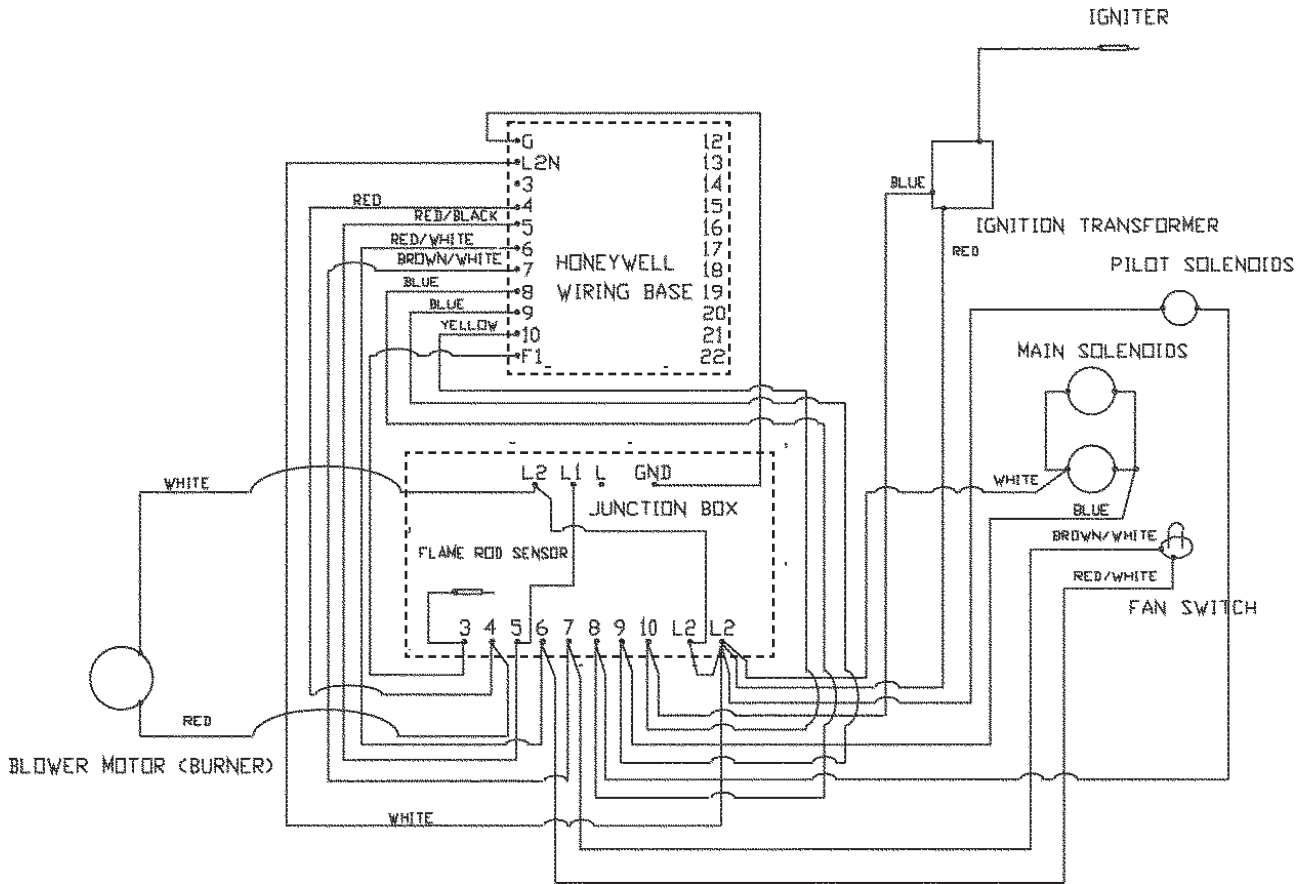 IGNITER
G 12
L2N 13
3 14
RED 4 15
RED/BLACK 5 16
RED/WHITE 6 17
BROWN/WHITE 7 18
BLUE 8 19
BLUE 9 20
YELLOW 10 21
F1 22
HONEYWELL
WIRING BASE
BLUE
IGNITION TRANSFORMER
RED
PILOT SOLENOIDS
MAIN SOLENOIDS
WHITE
L2 L1 L GND
JUNCTION BOX
WHITE
BLUE
FLAME ROD SENSOR
BROWN/WHITE
RED/WHITE
FAN SWITCH
3 4 5 6 7 8 9 10 L2 L2
RED
BLOWER MOTOR (BURNER)
WHITE